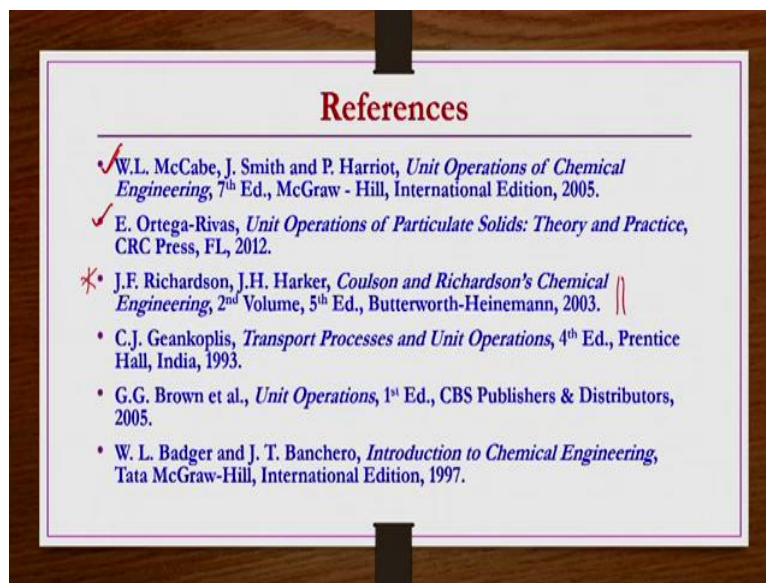 References
• W.L. McCabe, J. Smith and P. Harriot, Unit Operations of Chemical
Engineering, 7th Ed., McGraw - Hill, International Edition, 2005.
• E. Ortega-Rivas, Unit Operations of Particulate Solids: Theory and Practice,
CRC Press, FL, 2012.
• J.F. Richardson, J.H. Harker, Coulson and Richardson's Chemical
Engineering, 2nd Volume, 5th Ed., Butterworth-Heinemann, 2003.
• C.J. Geankoplis, Transport Processes and Unit Operations, 4th Ed., Prentice
Hall, India, 1993.
• G.G. Brown et al., Unit Operations, 1st Ed., CBS Publishers & Distributors,
2005.
• W. L. Badger and J. T. Banchero, Introduction to Chemical Engineering,
Tata McGraw-Hill, International Edition, 1997.